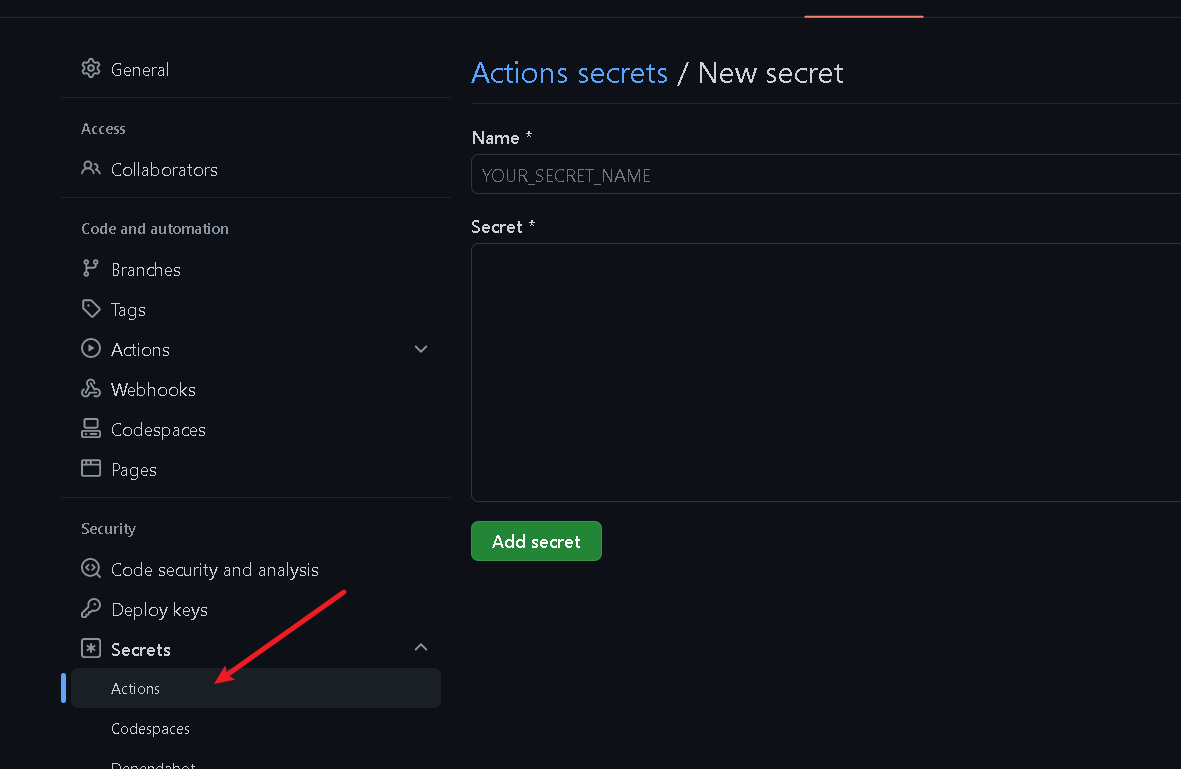 General
Access
Collaborators
Code and automation
Branches
Tags
Actions
Webhooks
Codespaces
Pages
Security
Code security and analysis
Deploy keys
Secrets
Actions
Codespaces
Dependabot
Actions secrets / New secret
Name *
YOUR_SECRET_NAME
Secret *
Add secret